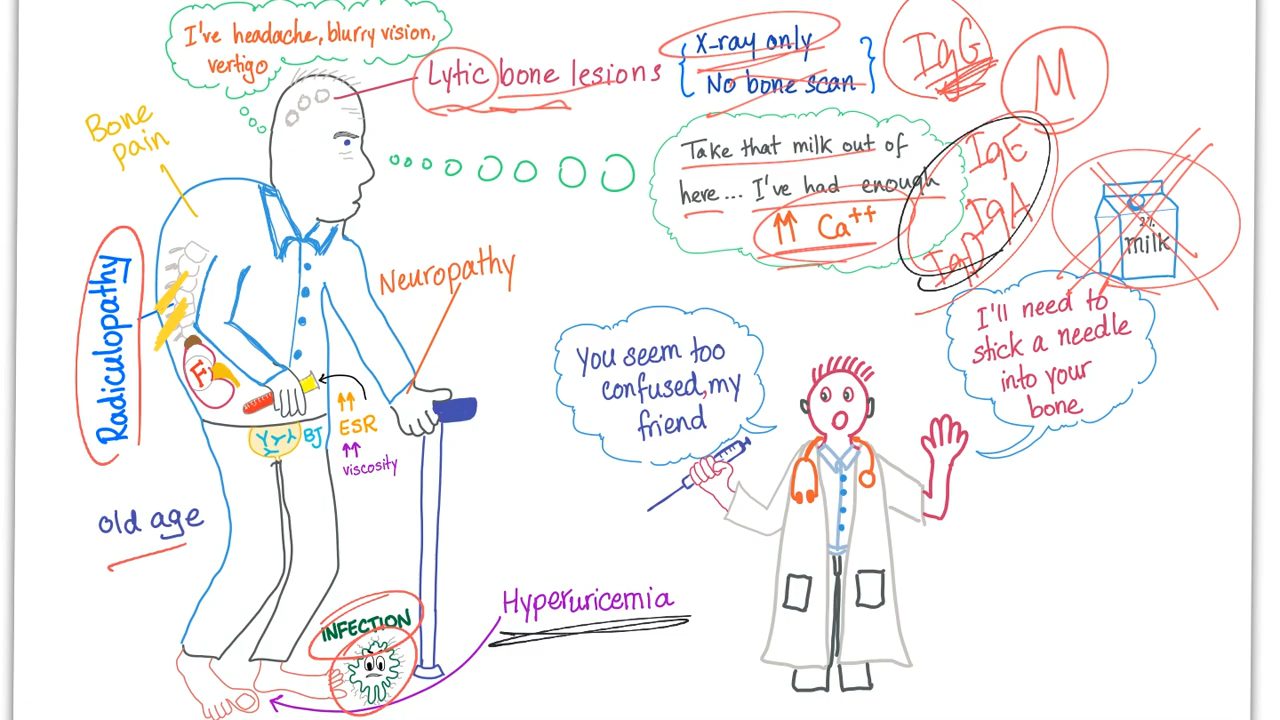 I've headache, blurry vision,
vertigo
Lytic bone lesions
X-ray only
No bone scan
IgG
M
Bone
pain
Take that milk out of
here... I've had enough
↑↑ Ca++
IgE
IgA
IgD
2%
milk
Radiculopathy
Neuropathy
I'll need to
stick a needle
into your
bone
You seem too
confused, my
friend
F
BJ
↑↑
ESR
↑↑
viscosity
old age
Hyperuricemia
INFECTION